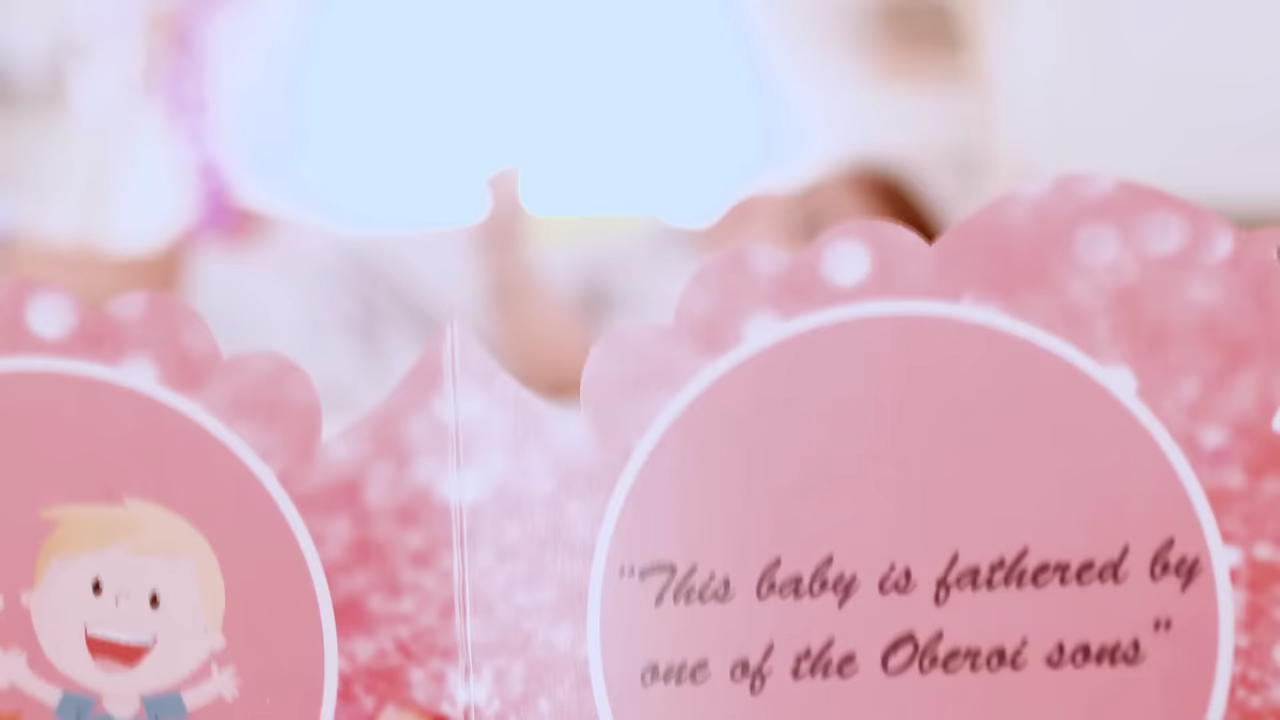 "This baby is fathered by
one of the Oberoi sons"